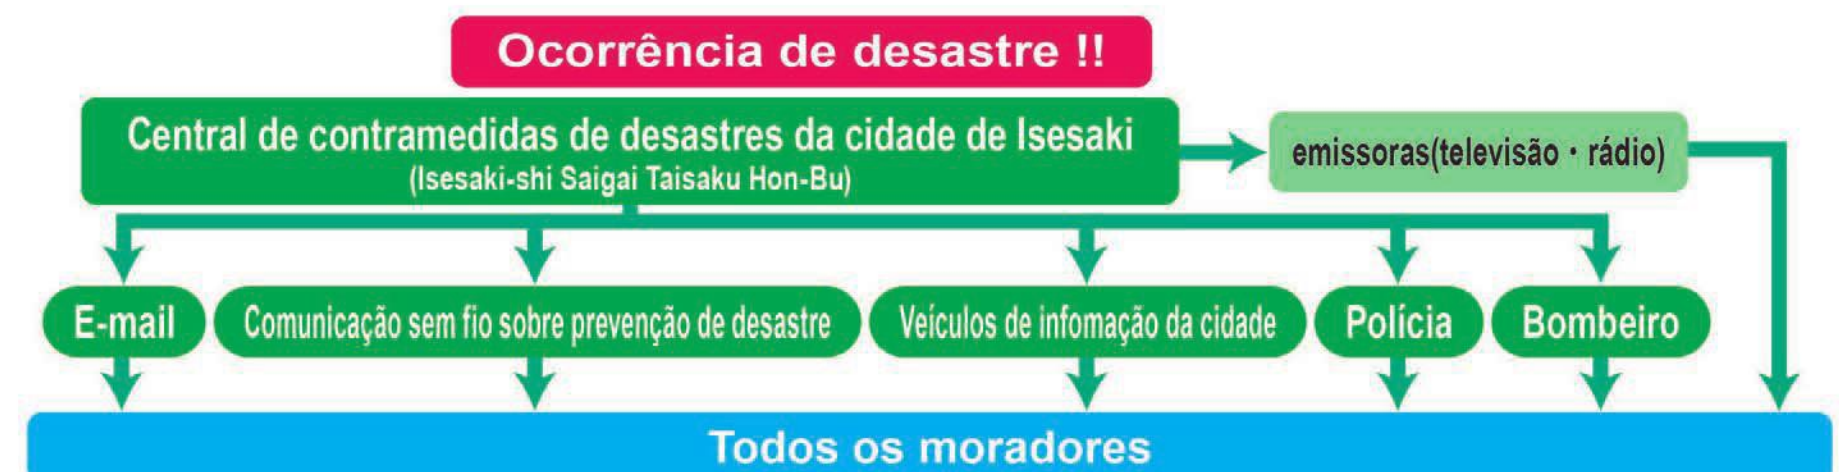 Ocorrência de desastre !!
Central de contramedidas de desastres da cidade de Isesaki
(Isesaki-shi Saigai Taisaku Hon-Bu)
emissoras(televisão・rádio)
E-mail
Comunicação sem fio sobre prevenção de desastre
Veículos de infomação da cidade
Polícia
Bombeiro
Todos os moradores